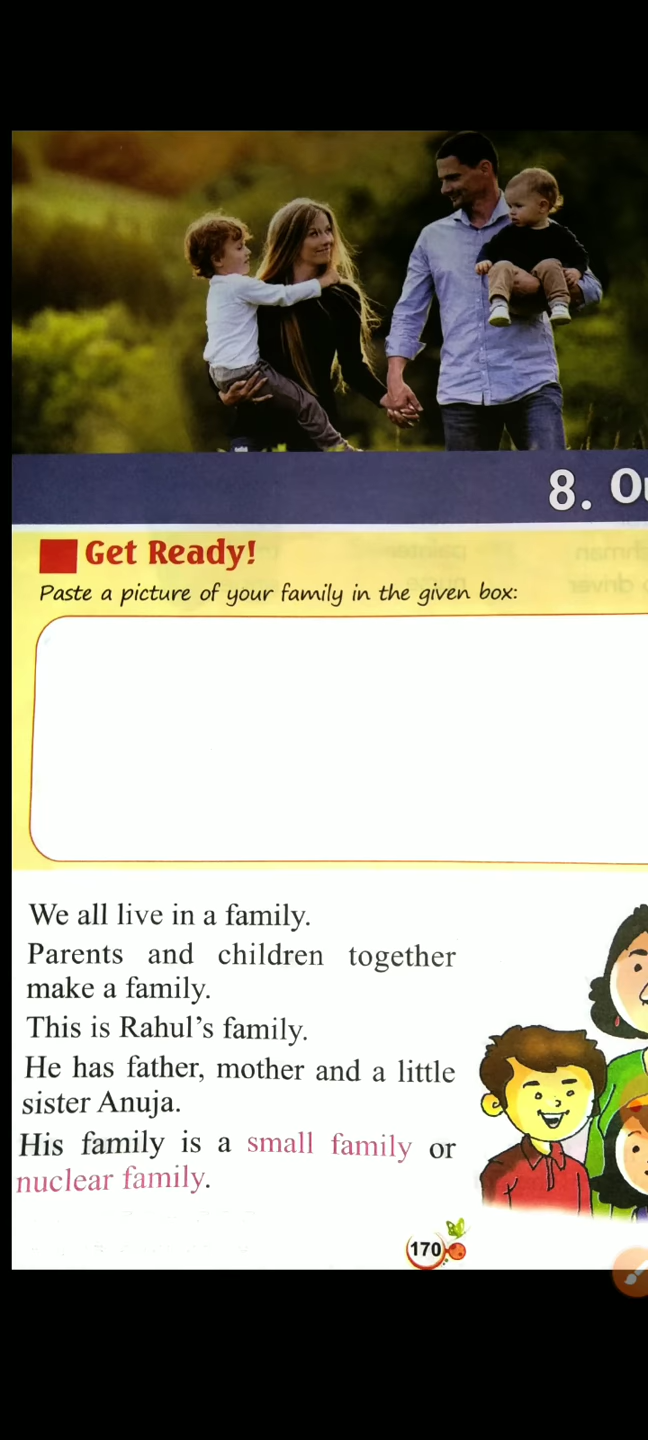 8. O
Get Ready!
Paste a picture of your family in the given box:
We all live in a family.
Parents and children together
make a family.
This is Rahul's family.
He has father, mother and a little
sister Anuja.
His family is a small family or
nuclear family.
170